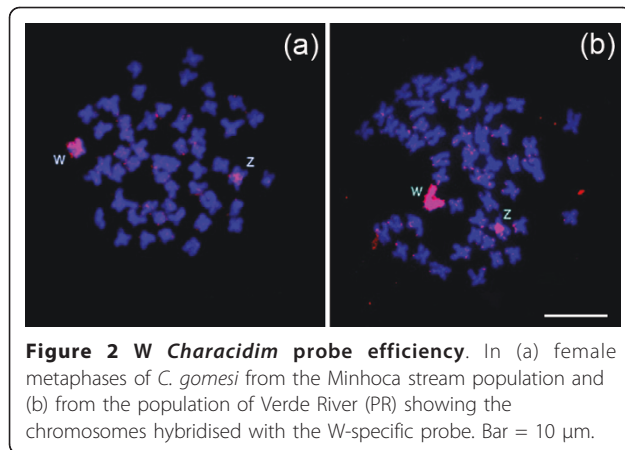 (a) (b)
w z
w z
Figure 2 W Characidim probe efficiency. In (a) female
metaphases of C. gomesi from the Minhoca stream population and
(b) from the population of Verde River (PR) showing the
chromosomes hybridised with the W-specific probe. Bar = 10 μm.